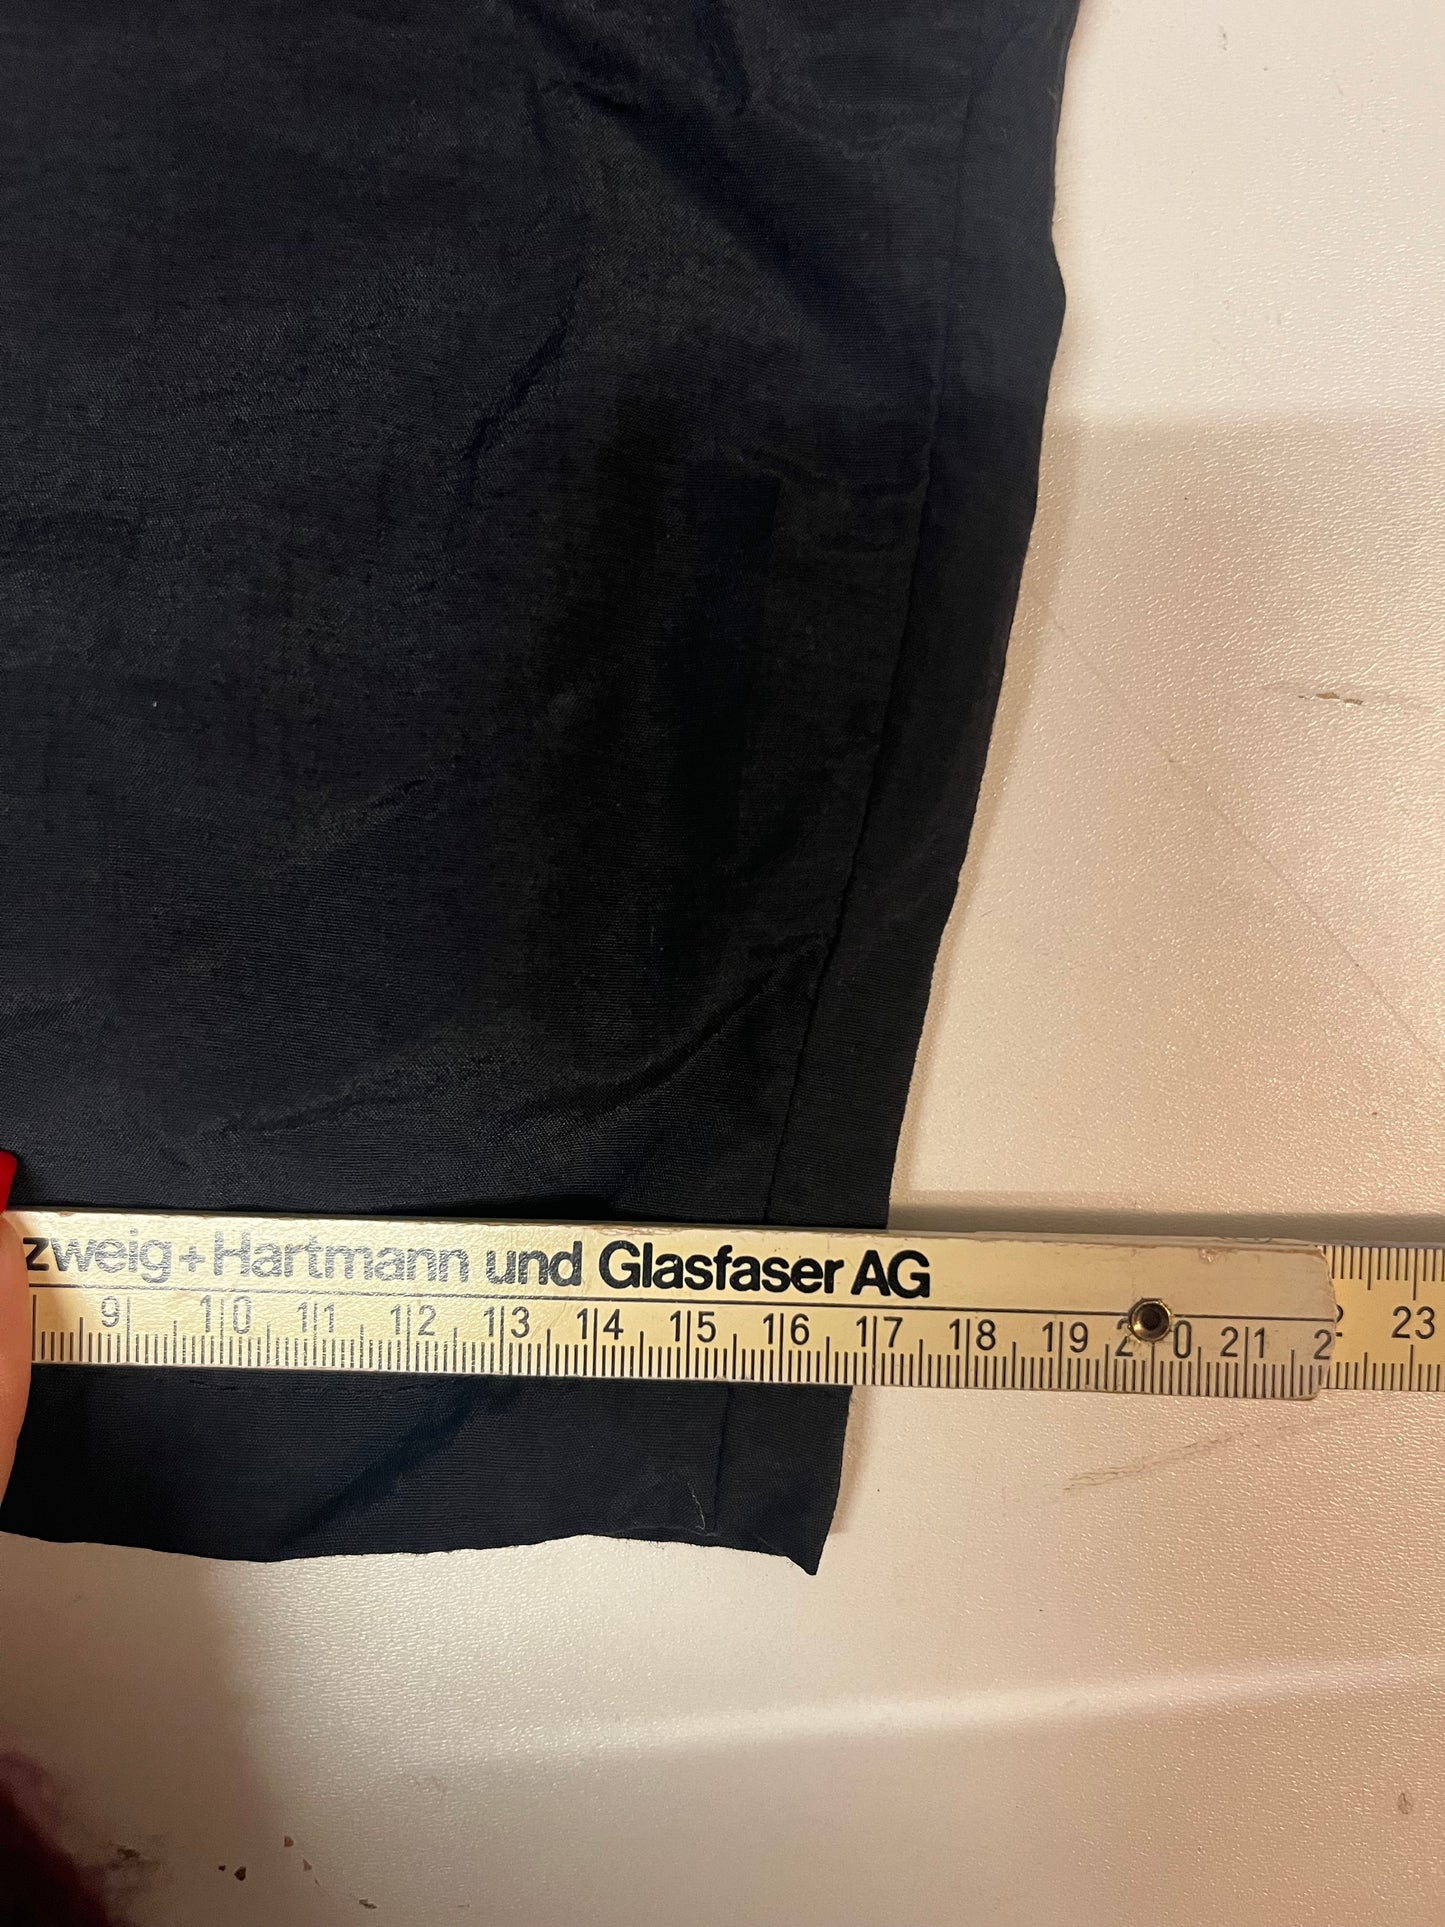 zweig+Hartmann und Glasfaser AG
9 10 11 12 13 14 15 16 17 18 19 20 21 2 23